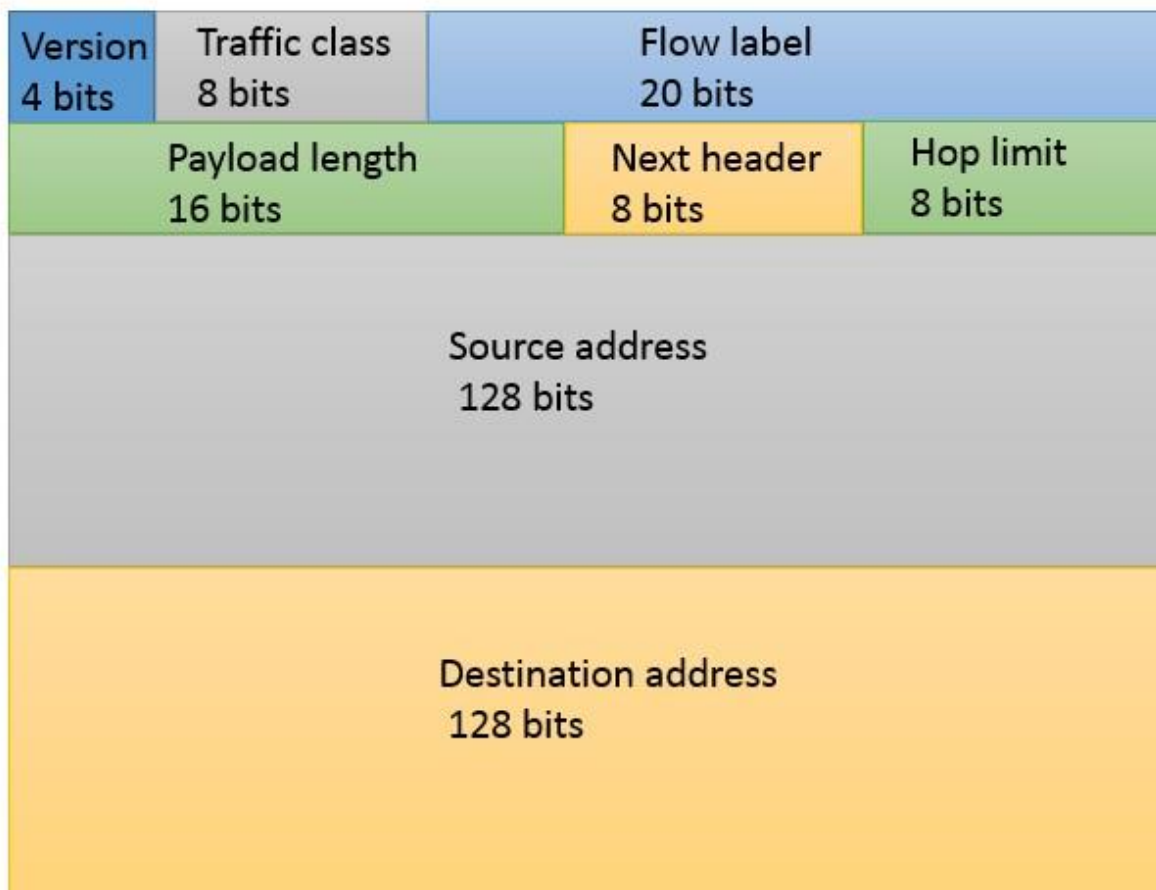 Version
4 bits
Traffic class
8 bits
Flow label
20 bits
Payload length
16 bits
Next header
8 bits
Hop limit
8 bits
Source address
128 bits
Destination address
128 bits